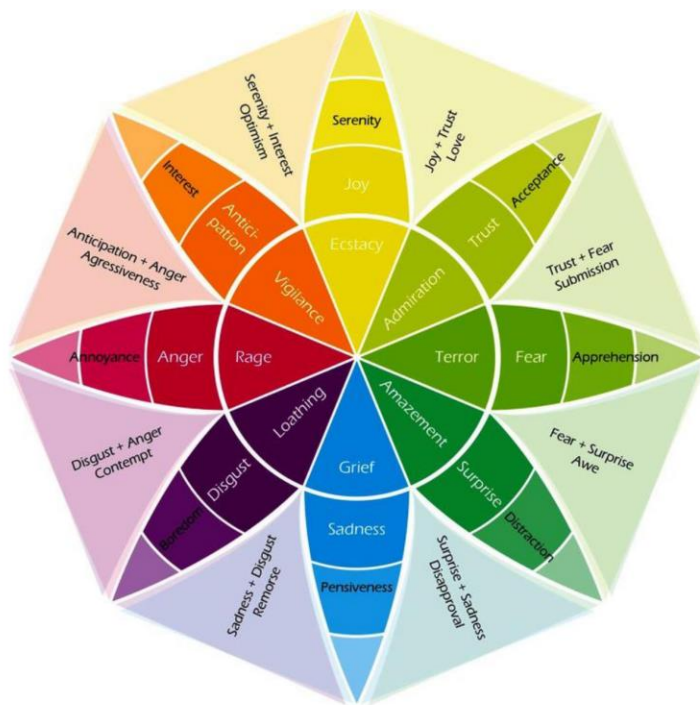 Serenity + Interest
Optimism
Joy + Trust
Love
Trust + Fear
Submission
Fear + Surprise
Awe
Surprise + Sadness
Disapproval
Sadness + Disgust
Remorse
Disgust + Anger
Contempt
Anticipation + Anger
Agressiveness
Serenity
Joy
Ecstacy
Acceptance
Trust
Admiration
Apprehension
Fear
Terror
Distraction
Surprise
Amazement
Pensiveness
Sadness
Grief
Boredom
Disgust
Loathing
Annoyance
Anger
Rage
Interest
Antici-
pation
Vigilance